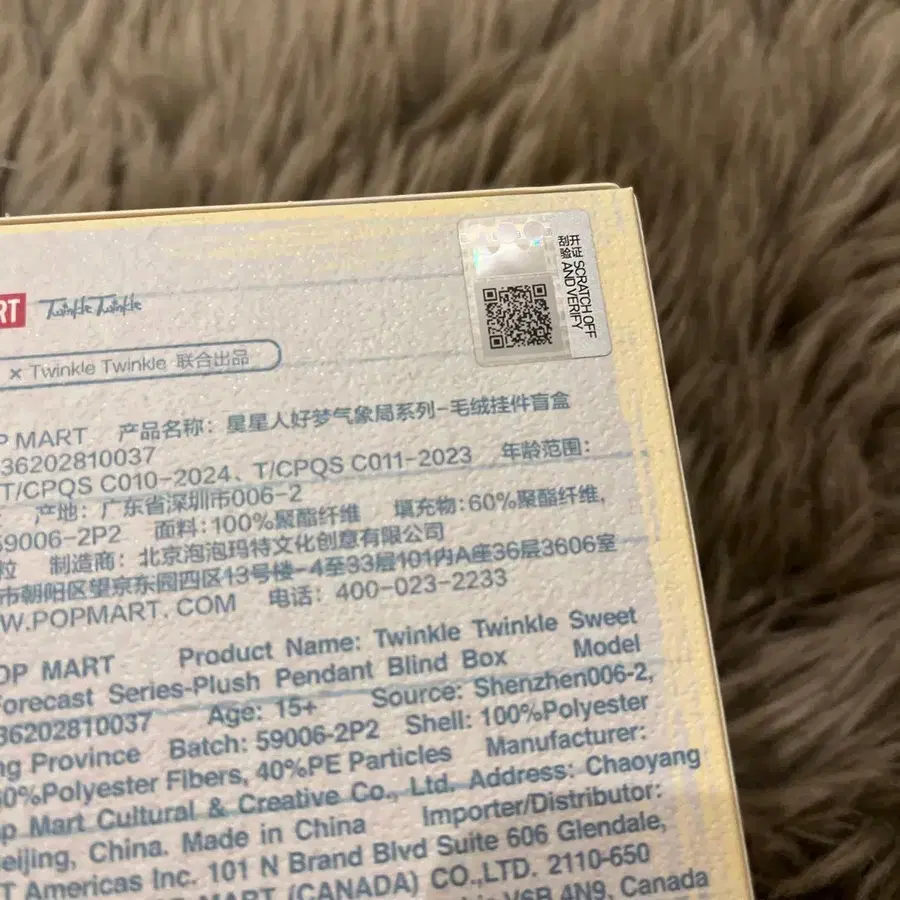 开证 SCRATCH OFF
刮验 AND VERIFY
RT Twinkle Twinkle
× Twinkle Twinkle 联合出品
P MART 产品名称：星星人好梦气象局系列-毛绒挂件盲盒
36202810037
T/CPQS C010-2024、T/CPQS C011-2023 年龄范围：
产地：广东省深圳市006-2
59006-2P2 面料：100%聚酯纤维 填充物：60%聚酯纤维，
粒 制造商：北京泡泡玛特文化创意有限公司
市朝阳区望京东园四区13号楼-4至33层101内A座36层3606室
W.POPMART.COM 电话：400-023-2233
OP MART Product Name: Twinkle Twinkle Sweet
Forecast Series-Plush Pendant Blind Box Model
36202810037 Age: 15+ Source: Shenzhen006-2,
ng Province Batch: 59006-2P2 Shell: 100%Polyester
60%Polyester Fibers, 40%PE Particles Manufacturer:
op Mart Cultural & Creative Co., Ltd. Address: Chaoyang
eijing, China. Made in China Importer/Distributor:
T Americas Inc. 101 N Brand Blvd Suite 606 Glendale,
MART (CANADA) CO.,LTD. 2110-650
V6B 4N9, Canada